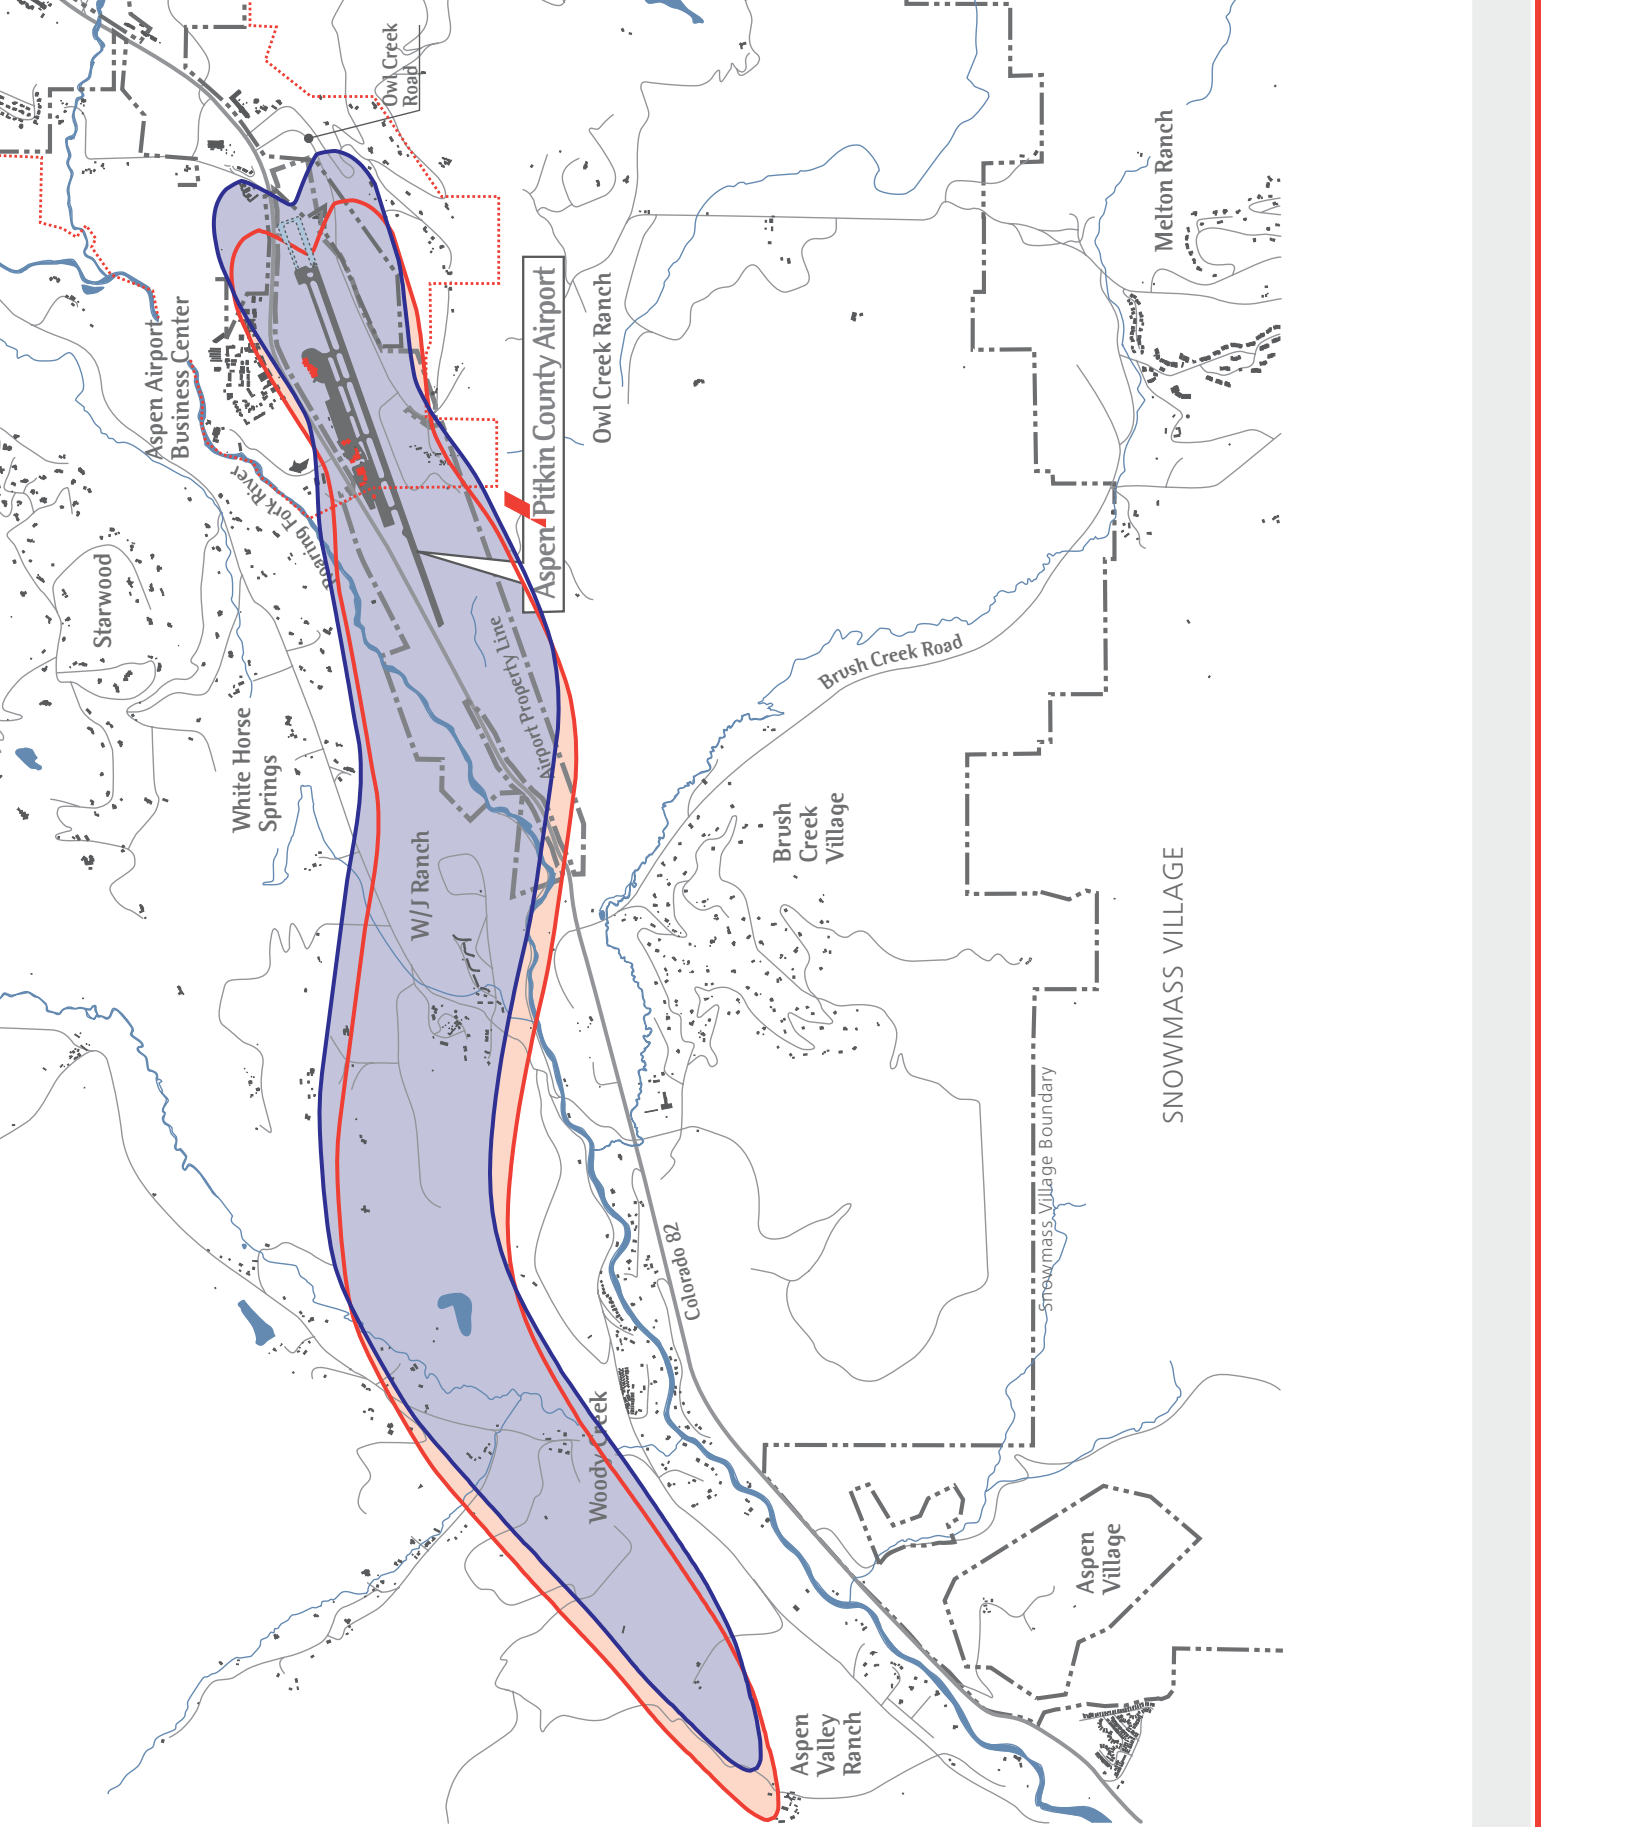 Owl Creek
Road
Melton Ranch
Aspen Airport
Business Center
Aspen Pitkin County Airport
Owl Creek Ranch
Roaring Fork River
Starwood
Airport Property Line
Brush Creek Road
White Horse
Springs
W/J Ranch
Brush
Creek
Village
SNOWMASS VILLAGE
Snowmass Village Boundary
Colorado 82
Woody Creek
Aspen
Village
Aspen
Valley
Ranch